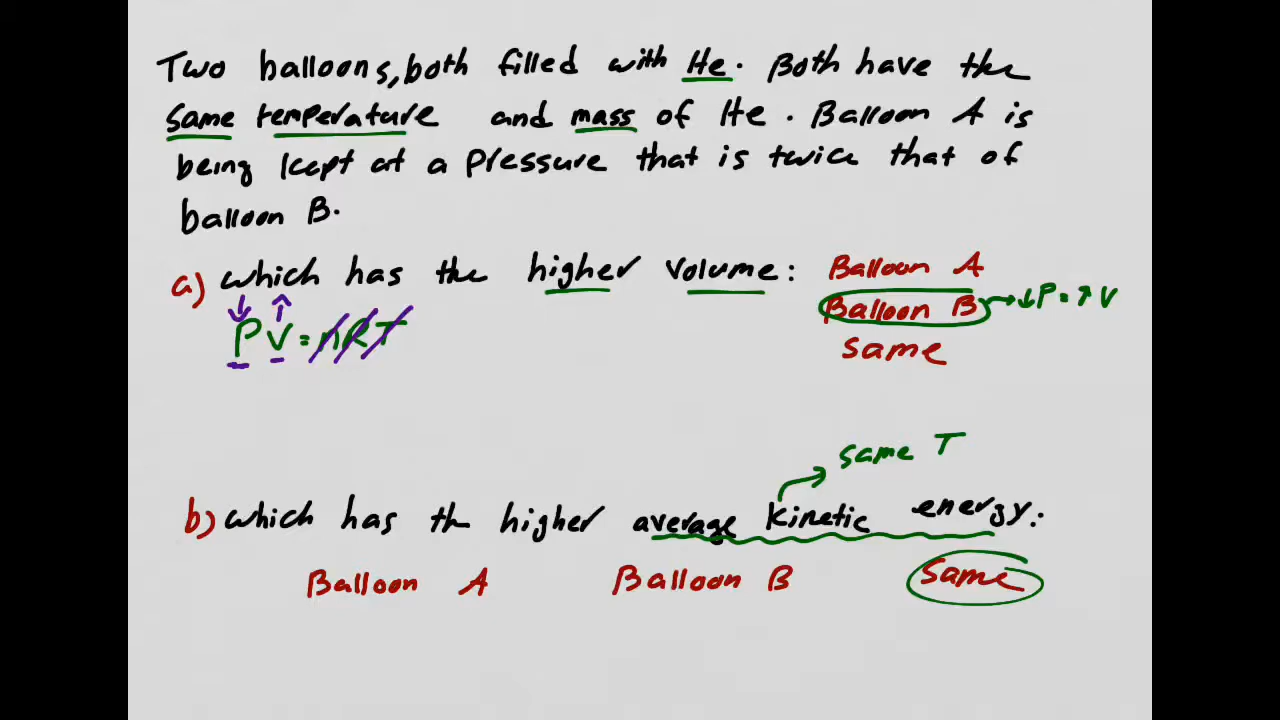 Two balloons, both filled with He. Both have the
same temperature and mass of He. Balloon A is
being kept at a pressure that is twice that of
balloon B.
a) which has the higher volume: Balloon A
Balloon B → ↓P = ↑V
same
↓ ↑
PV = nRT
same T
b) which has th higher average kinetic energy:
Balloon A Balloon B same